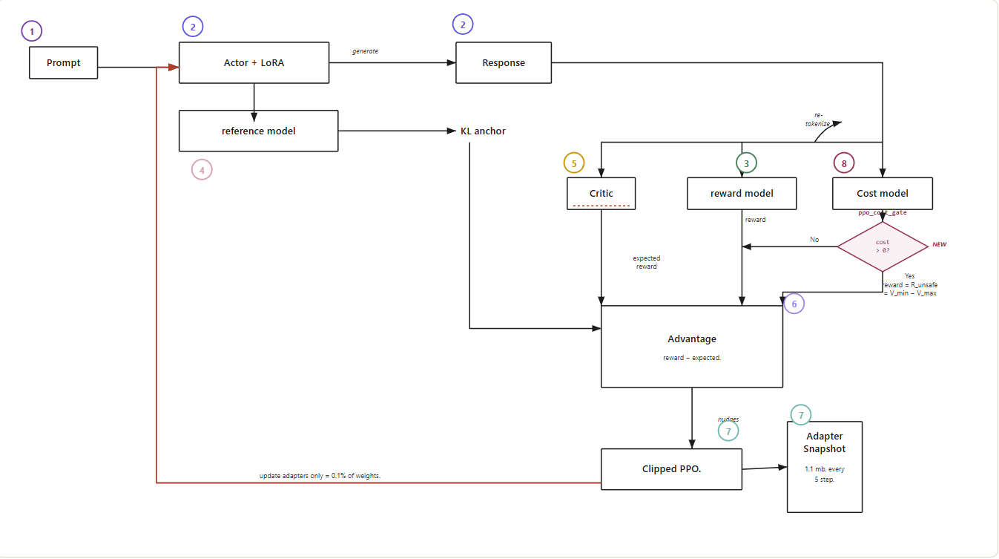 1
2
2
Prompt
Actor + LoRA
generate
Response
reference model
KL anchor
re-
tokenize
4
5
3
8
Critic
reward model
Cost model
ppo_cost_gate
reward
No
cost
> 0?
NEW
expected
reward
Yes
reward = R_unsafe
= V_min − V_max
6
Advantage
reward − expected.
nudges
7
7
Adapter
Snapshot
1.1 mb, every
5 step.
Clipped PPO.
update adapters only = 0.1% of weights.